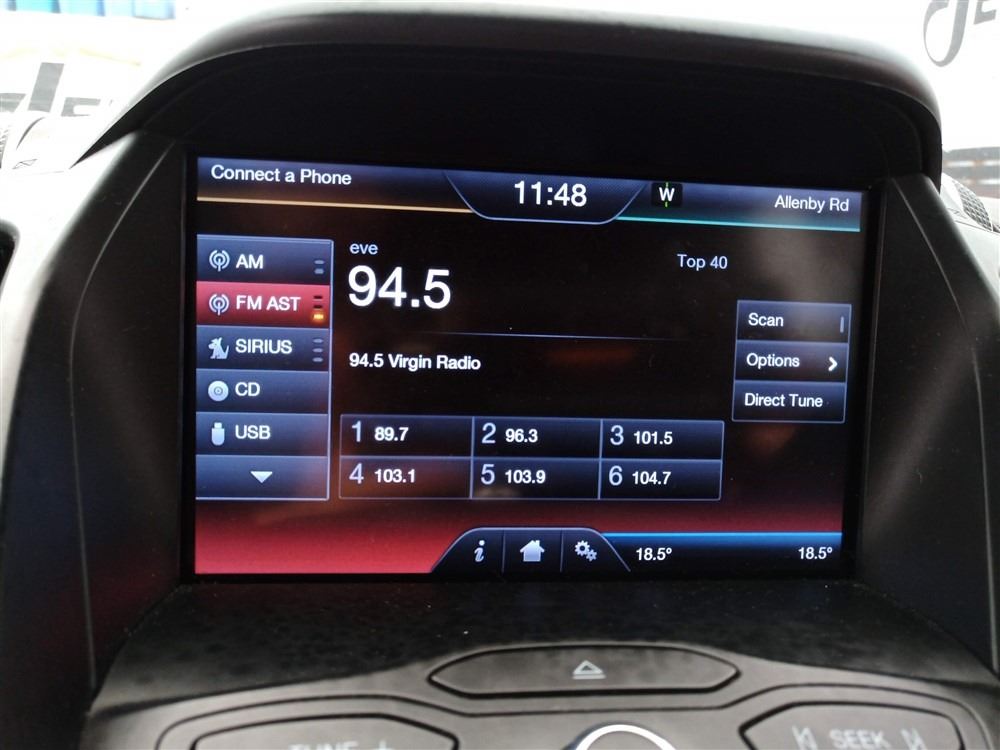 Connect a Phone
11:48
W
Allenby Rd
AM
FM AST
SIRIUS
CD
USB
eve
94.5
Top 40
94.5 Virgin Radio
Scan
Options
Direct Tune
1 89.7
2 96.3
3 101.5
4 103.1
5 103.9
6 104.7
i
18.5°
18.5°
TUNE +
SEEK